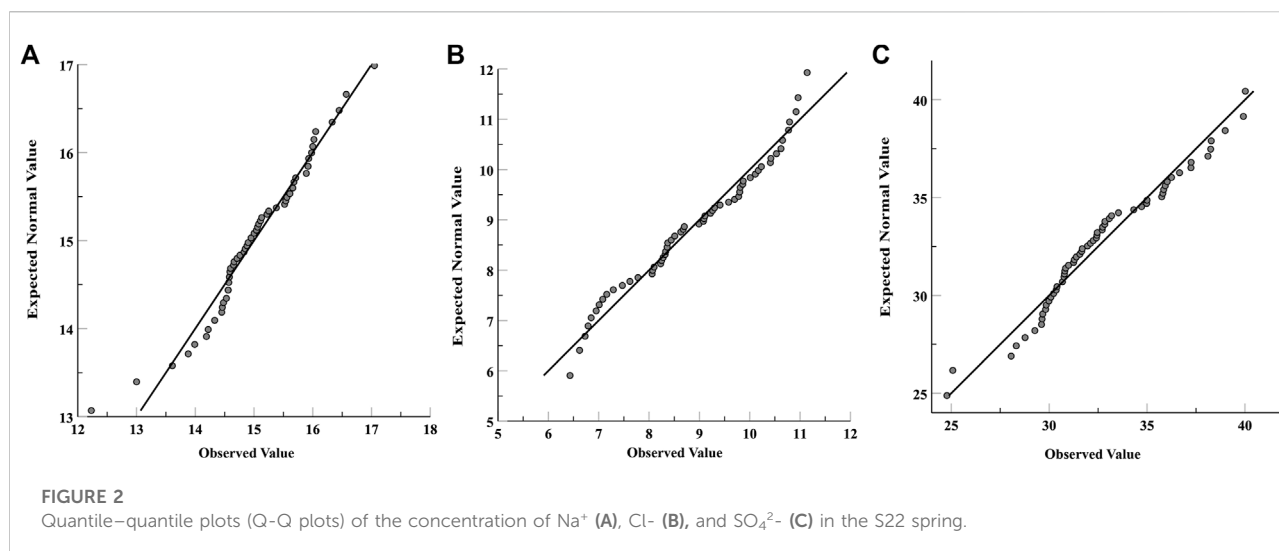 A
17
16
15
14
13
Expected Normal Value
12 13 14 15 16 17 18
Observed Value
B
12
11
10
9
8
7
6
5
Expected Normal Value
5 6 7 8 9 10 11 12
Observed Value
C
40
35
30
25
Expected Normal Value
25 30 35 40
Observed Value
FIGURE 2
Quantile–quantile plots (Q-Q plots) of the concentration of Na⁺ (A), Cl- (B), and SO₄²- (C) in the S22 spring.